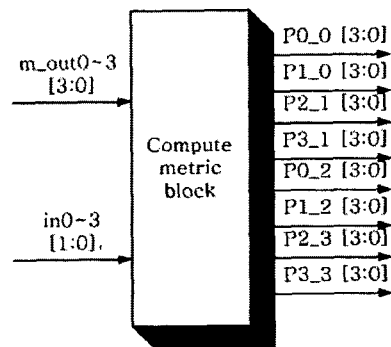 m_out0~3
[3:0]
in0~3
[1:0]
Compute
metric
block
P0_0 [3:0]
P1_0 [3:0]
P2_1 [3:0]
P3_1 [3:0]
P0_2 [3:0]
P1_2 [3:0]
P2_3 [3:0]
P3_3 [3:0]